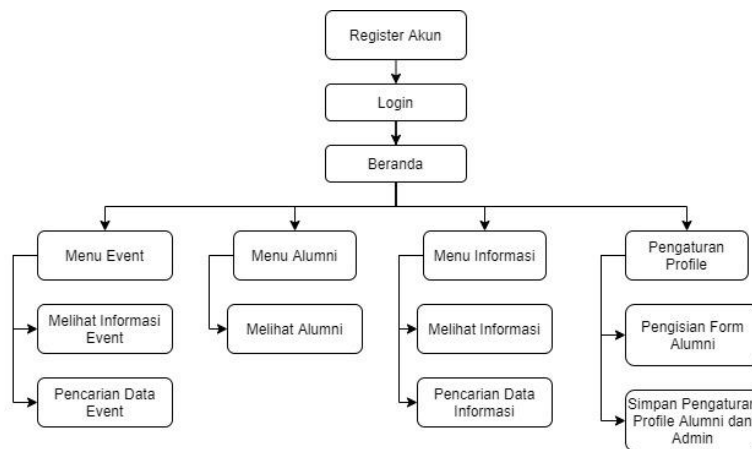 Register Akun
Login
Beranda
Menu Event
Menu Alumni
Menu Informasi
Pengaturan
Profile
Melihat Informasi
Event
Melihat Alumni
Melihat Informasi
Pengisian Form
Alumni
Pencarian Data
Event
Pencarian Data
Informasi
Simpan Pengaturan
Profile Alumni dan
Admin